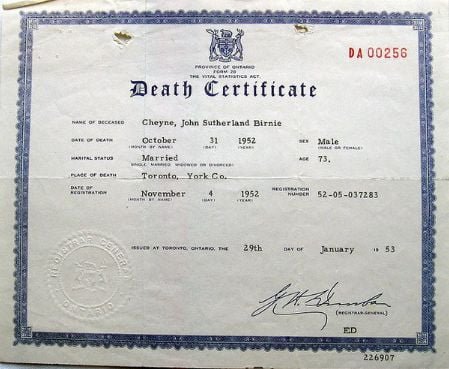 DA 00256
PROVINCE OF ONTARIO
FORM 28
THE VITAL STATISTICS ACT.
Death Certificate
NAME OF DECEASED Cheyne, John Sutherland Birnie
DATE OF DEATH October 31 1952 SEX Male
(MONTH BY NAME) (DAY) (YEAR) (MALE OR FEMALE)
MARITAL STATUS Married AGE 73.
SINGLE, MARRIED, WIDOWED OR DIVORCED)
PLACE OF DEATH Toronto, York Co.
DATE OF REGISTRATION November 4 1952 REGISTRATION NUMBER 52-05-037283
(MONTH BY NAME) (DAY) (YEAR)
ISSUED AT TORONTO, ONTARIO, THE 29th DAY OF January 19 53
REGISTRAR GENERAL
ONTARIO
(REGISTRAR-GENERAL)
ED
226907